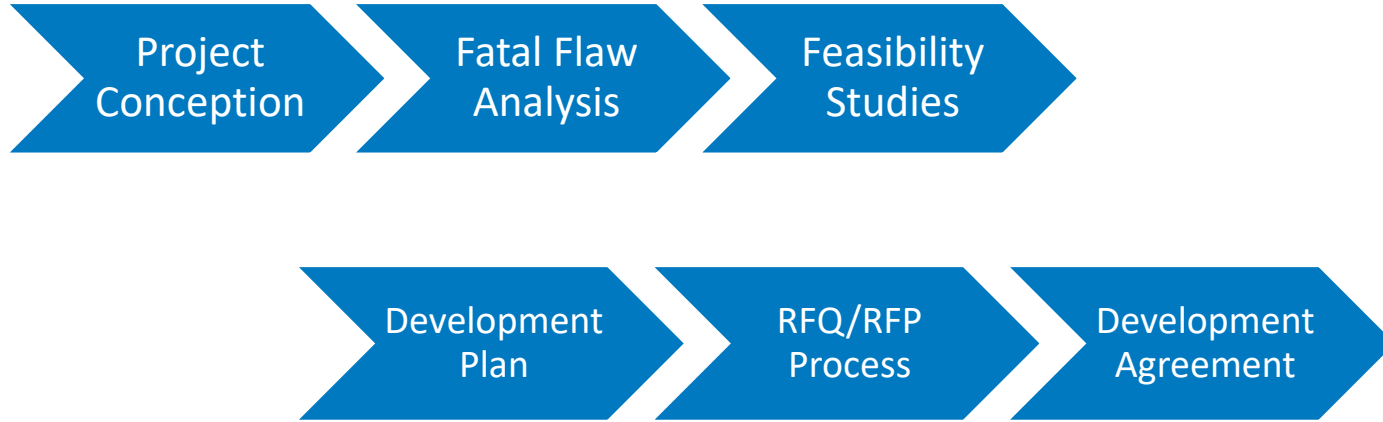 Project
Conception
Fatal Flaw
Analysis
Feasibility
Studies
Development
Plan
RFQ/RFP
Process
Development
Agreement